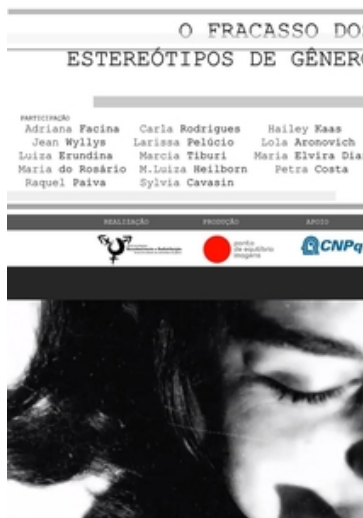 O FRACASSO DOS
ESTEREÓTIPOS DE GÊNERO
PARTICIPAÇÃO
Adriana Facina Carla Rodrigues Hailey Kaas
Jean Wyllys Larissa Pelúcio Lola Aronovich
Luiza Erundina Marcia Tiburi Maria Elvira Dia
Maria do Rosário M.Luiza Heilborn Petra Costa
Raquel Paiva Sylvia Cavasin
REALIZAÇÃO PRODUÇÃO APOIO
ponto
de equilíbrio
imagens
CNPq